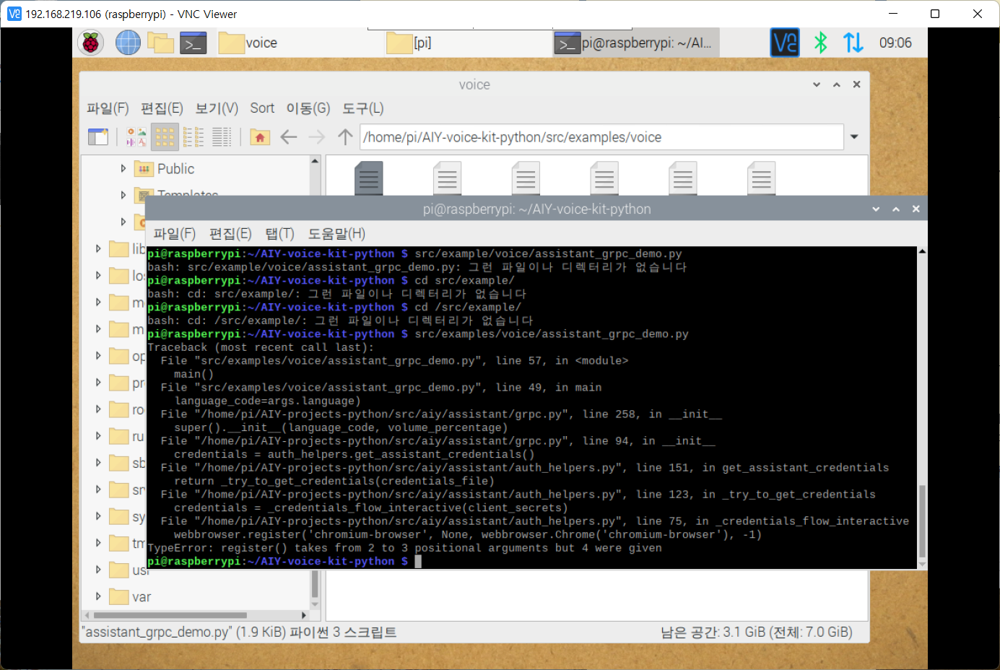 192.168.219.106 (raspberrypi) - VNC Viewer
voice
[pi]
pi@raspberrypi: ~/AI...
09:06
voice
파일(F) 편집(E) 보기(V) Sort 이동(G) 도구(L)
/home/pi/AIY-voice-kit-python/src/examples/voice
Public
Templates
pi@raspberrypi: ~/AIY-voice-kit-python
파일(F) 편집(E) 탭(T) 도움말(H)
lib
pi@raspberrypi:~/AIY-voice-kit-python $ src/example/voice/assistant_grpc_demo.py
bash: src/example/voice/assistant_grpc_demo.py: 그런 파일이나 디렉터리가 없습니다
pi@raspberrypi:~/AIY-voice-kit-python $ cd src/example/
bash: cd: src/example/: 그런 파일이나 디렉터리가 없습니다
pi@raspberrypi:~/AIY-voice-kit-python $ cd /src/example/
bash: cd: /src/example/: 그런 파일이나 디렉터리가 없습니다
pi@raspberrypi:~/AIY-voice-kit-python $ src/examples/voice/assistant_grpc_demo.py
Traceback (most recent call last):
File "src/examples/voice/assistant_grpc_demo.py", line 57, in <module>
main()
File "src/examples/voice/assistant_grpc_demo.py", line 49, in main
language_code=args.language)
File "/home/pi/AIY-projects-python/src/aiy/assistant/grpc.py", line 258, in __init__
super().__init__(language_code, volume_percentage)
File "/home/pi/AIY-projects-python/src/aiy/assistant/grpc.py", line 94, in __init__
credentials = auth_helpers.get_assistant_credentials()
File "/home/pi/AIY-projects-python/src/aiy/assistant/auth_helpers.py", line 151, in get_assistant_credentials
return _try_to_get_credentials(credentials_file)
File "/home/pi/AIY-projects-python/src/aiy/assistant/auth_helpers.py", line 123, in _try_to_get_credentials
credentials = _credentials_flow_interactive(client_secrets)
File "/home/pi/AIY-projects-python/src/aiy/assistant/auth_helpers.py", line 75, in _credentials_flow_interactive
webbrowser.register('chromium-browser', None, webbrowser.Chrome('chromium-browser'), -1)
TypeError: register() takes from 2 to 3 positional arguments but 4 were given
pi@raspberrypi:~/AIY-voice-kit-python $
var
"assistant_grpc_demo.py" (1.9 KiB) 파이썬 3 스크립트
남은 공간: 3.1 GiB (전체: 7.0 GiB)